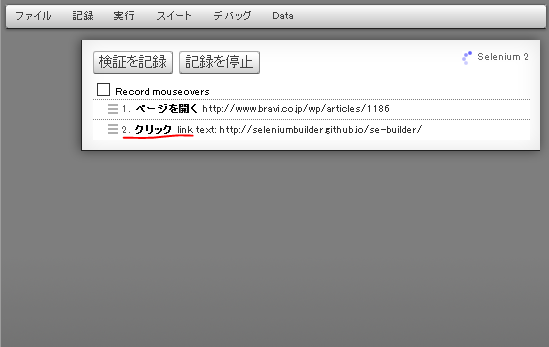 ファイル 記録 実行 スイート デバッグ Data
検証を記録 記録を停止 Selenium 2
Record mouseovers
1. ページを開く http://www.bravi.co.jp/wp/articles/1186
2. クリック link text: http://seleniumbuilder.github.io/se-builder/